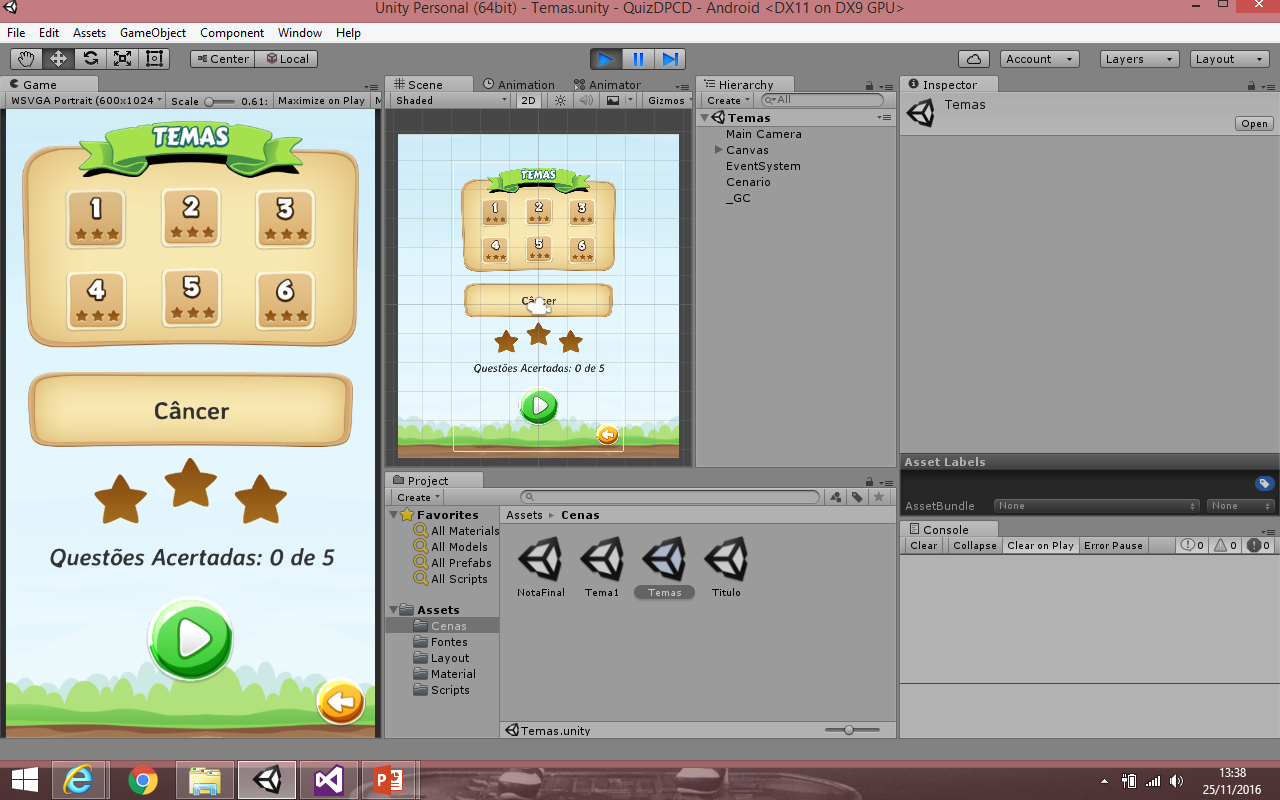 Unity Personal (64bit) - Temas.unity - QuizDPCD - Android <DX11 on DX9 GPU>
File Edit Assets GameObject Component Window Help
Center Local Account Layers Layout
Game
WSVGA Portrait (600x1024 Scale 0.61: Maximize on Play M
TEMAS
1 2 3
4 5 6
Câncer
Questões Acertadas: 0 de 5
Scene Animation Animator
Shaded 2D Gizmos
TEMAS
1 2 3
4 5 6
Câncer
Questões Acertadas: 0 de 5
Hierarchy
Create All
Temas
Main Camera
Canvas
EventSystem
Cenario
_GC
Inspector
Temas
Open
Asset Labels
AssetBundle None None
Project
Create
Favorites
All Materials
All Models
All Prefabs
All Scripts
Assets
Cenas
Fontes
Layout
Material
Scripts
Assets Cenas
NotaFinal Tema1 Temas Titulo
Temas.unity
Console
Clear Collapse Clear on Play Error Pause 0 0 0
13:38
25/11/2016